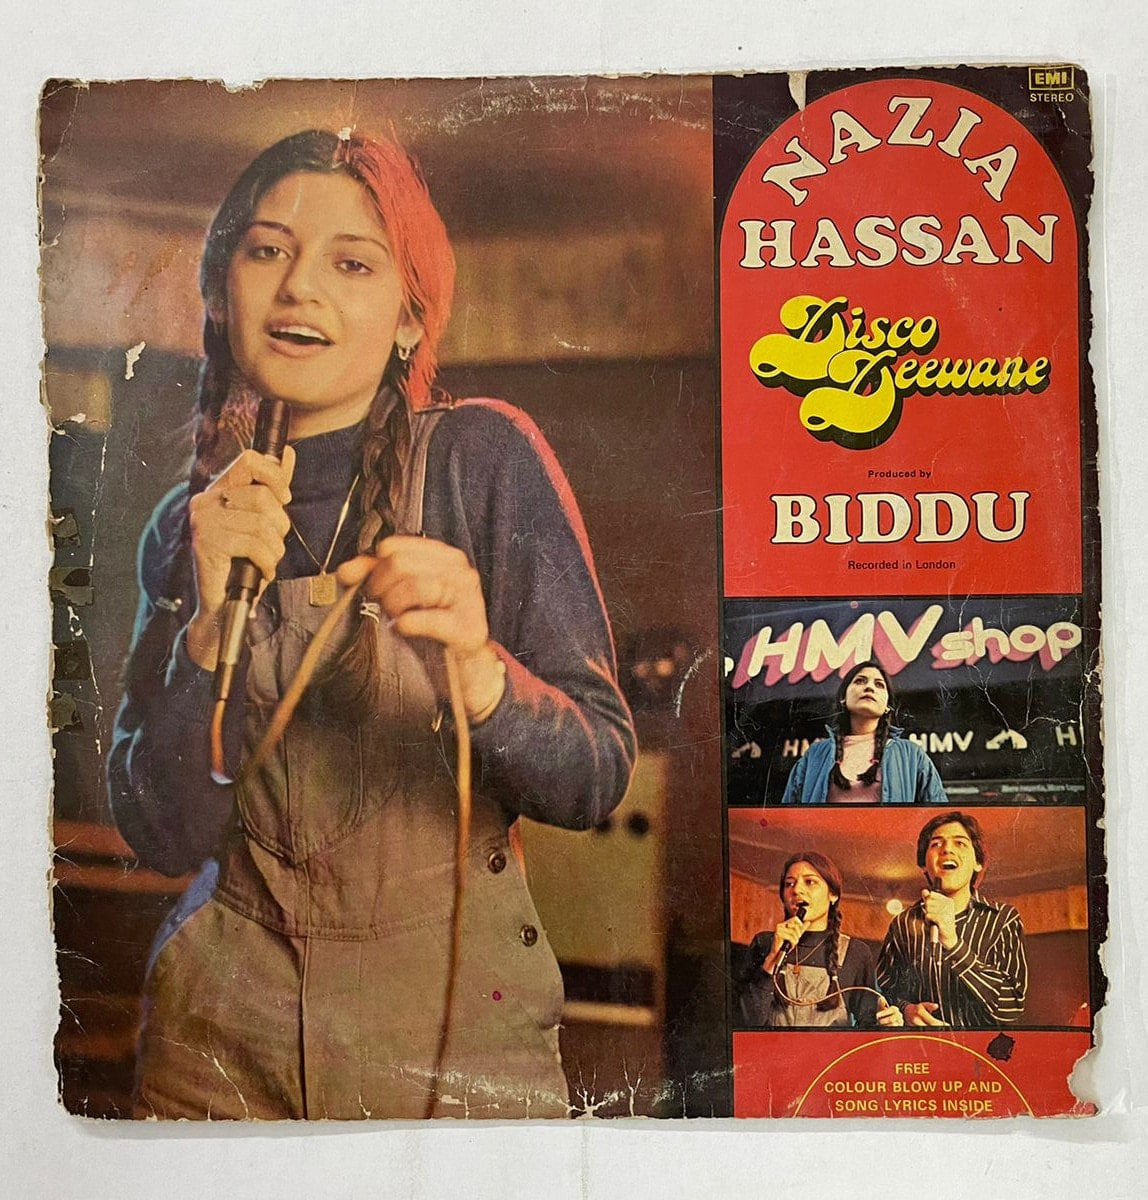 EMI
STEREO
NAZIA
HASSAN
Disco
Deewane
Produced by
BIDDU
Recorded in London
HMV shop
HMV
FREE
COLOUR BLOW UP AND
SONG LYRICS INSIDE